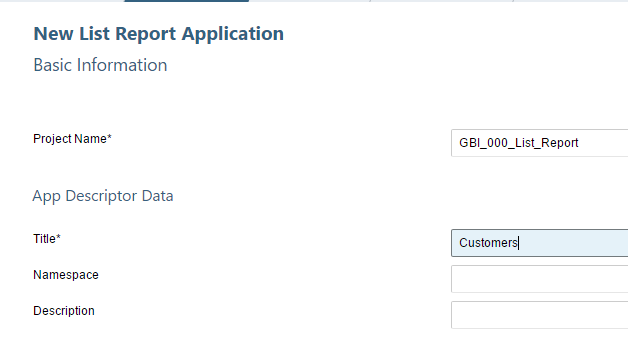 New List Report Application
Basic Information
Project Name*
GBI_000_List_Report
App Descriptor Data
Title*
Customers
Namespace
Description